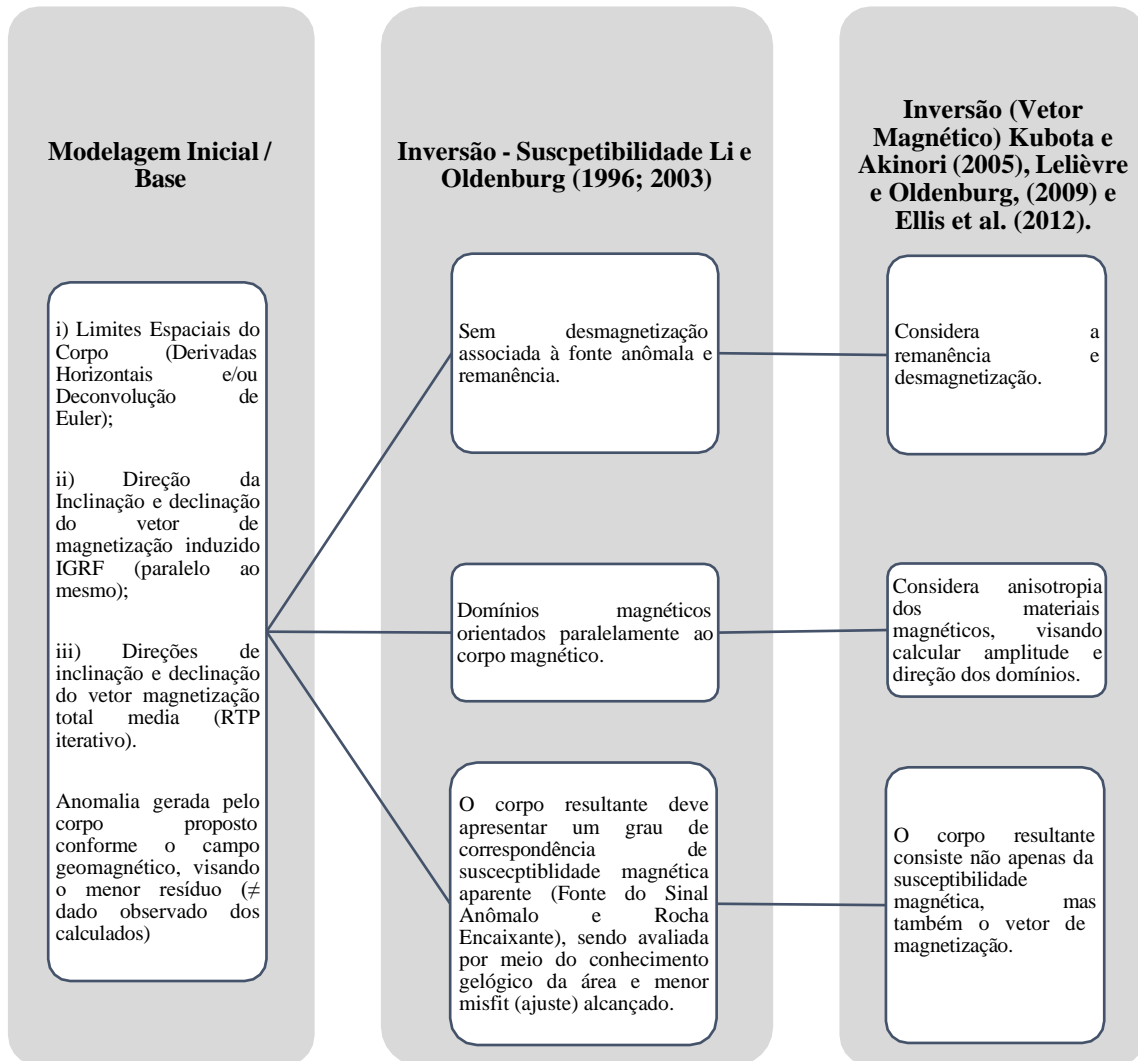 Modelagem Inicial /
Base
i) Limites Espaciais do
Corpo (Derivadas
Horizontais e/ou
Deconvolução de
Euler);
ii) Direção da
Inclinação e declinação
do vetor de
magnetização induzido
IGRF (paralelo ao
mesmo);
iii) Direções de
inclinação e declinação
do vetor magnetização
total media (RTP
iterativo).
Anomalia gerada pelo
corpo proposto
conforme o campo
geomagnético, visando
o menor resíduo (≠
dado observado dos
calculados)
Inversão - Suscpetibilidade Li e
Oldenburg (1996; 2003)
Sem desmagnetização
associada à fonte anômala e
remanência.
Domínios magnéticos
orientados paralelamente ao
corpo magnético.
O corpo resultante deve
apresentar um grau de
correspondência de
suscecptiblidade magnética
aparente (Fonte do Sinal
Anômalo e Rocha
Encaixante), sendo avaliada
por meio do conhecimento
gelógico da área e menor
misfit (ajuste) alcançado.
Inversão (Vetor
Magnético) Kubota e
Akinori (2005), Lelièvre
e Oldenburg, (2009) e
Ellis et al. (2012).
Considera a
remanência e
desmagnetização.
Considera anisotropia
dos materiais
magnéticos, visando
calcular amplitude e
direção dos domínios.
O corpo resultante
consiste não apenas da
susceptibilidade
magnética, mas
também o vetor de
magnetização.